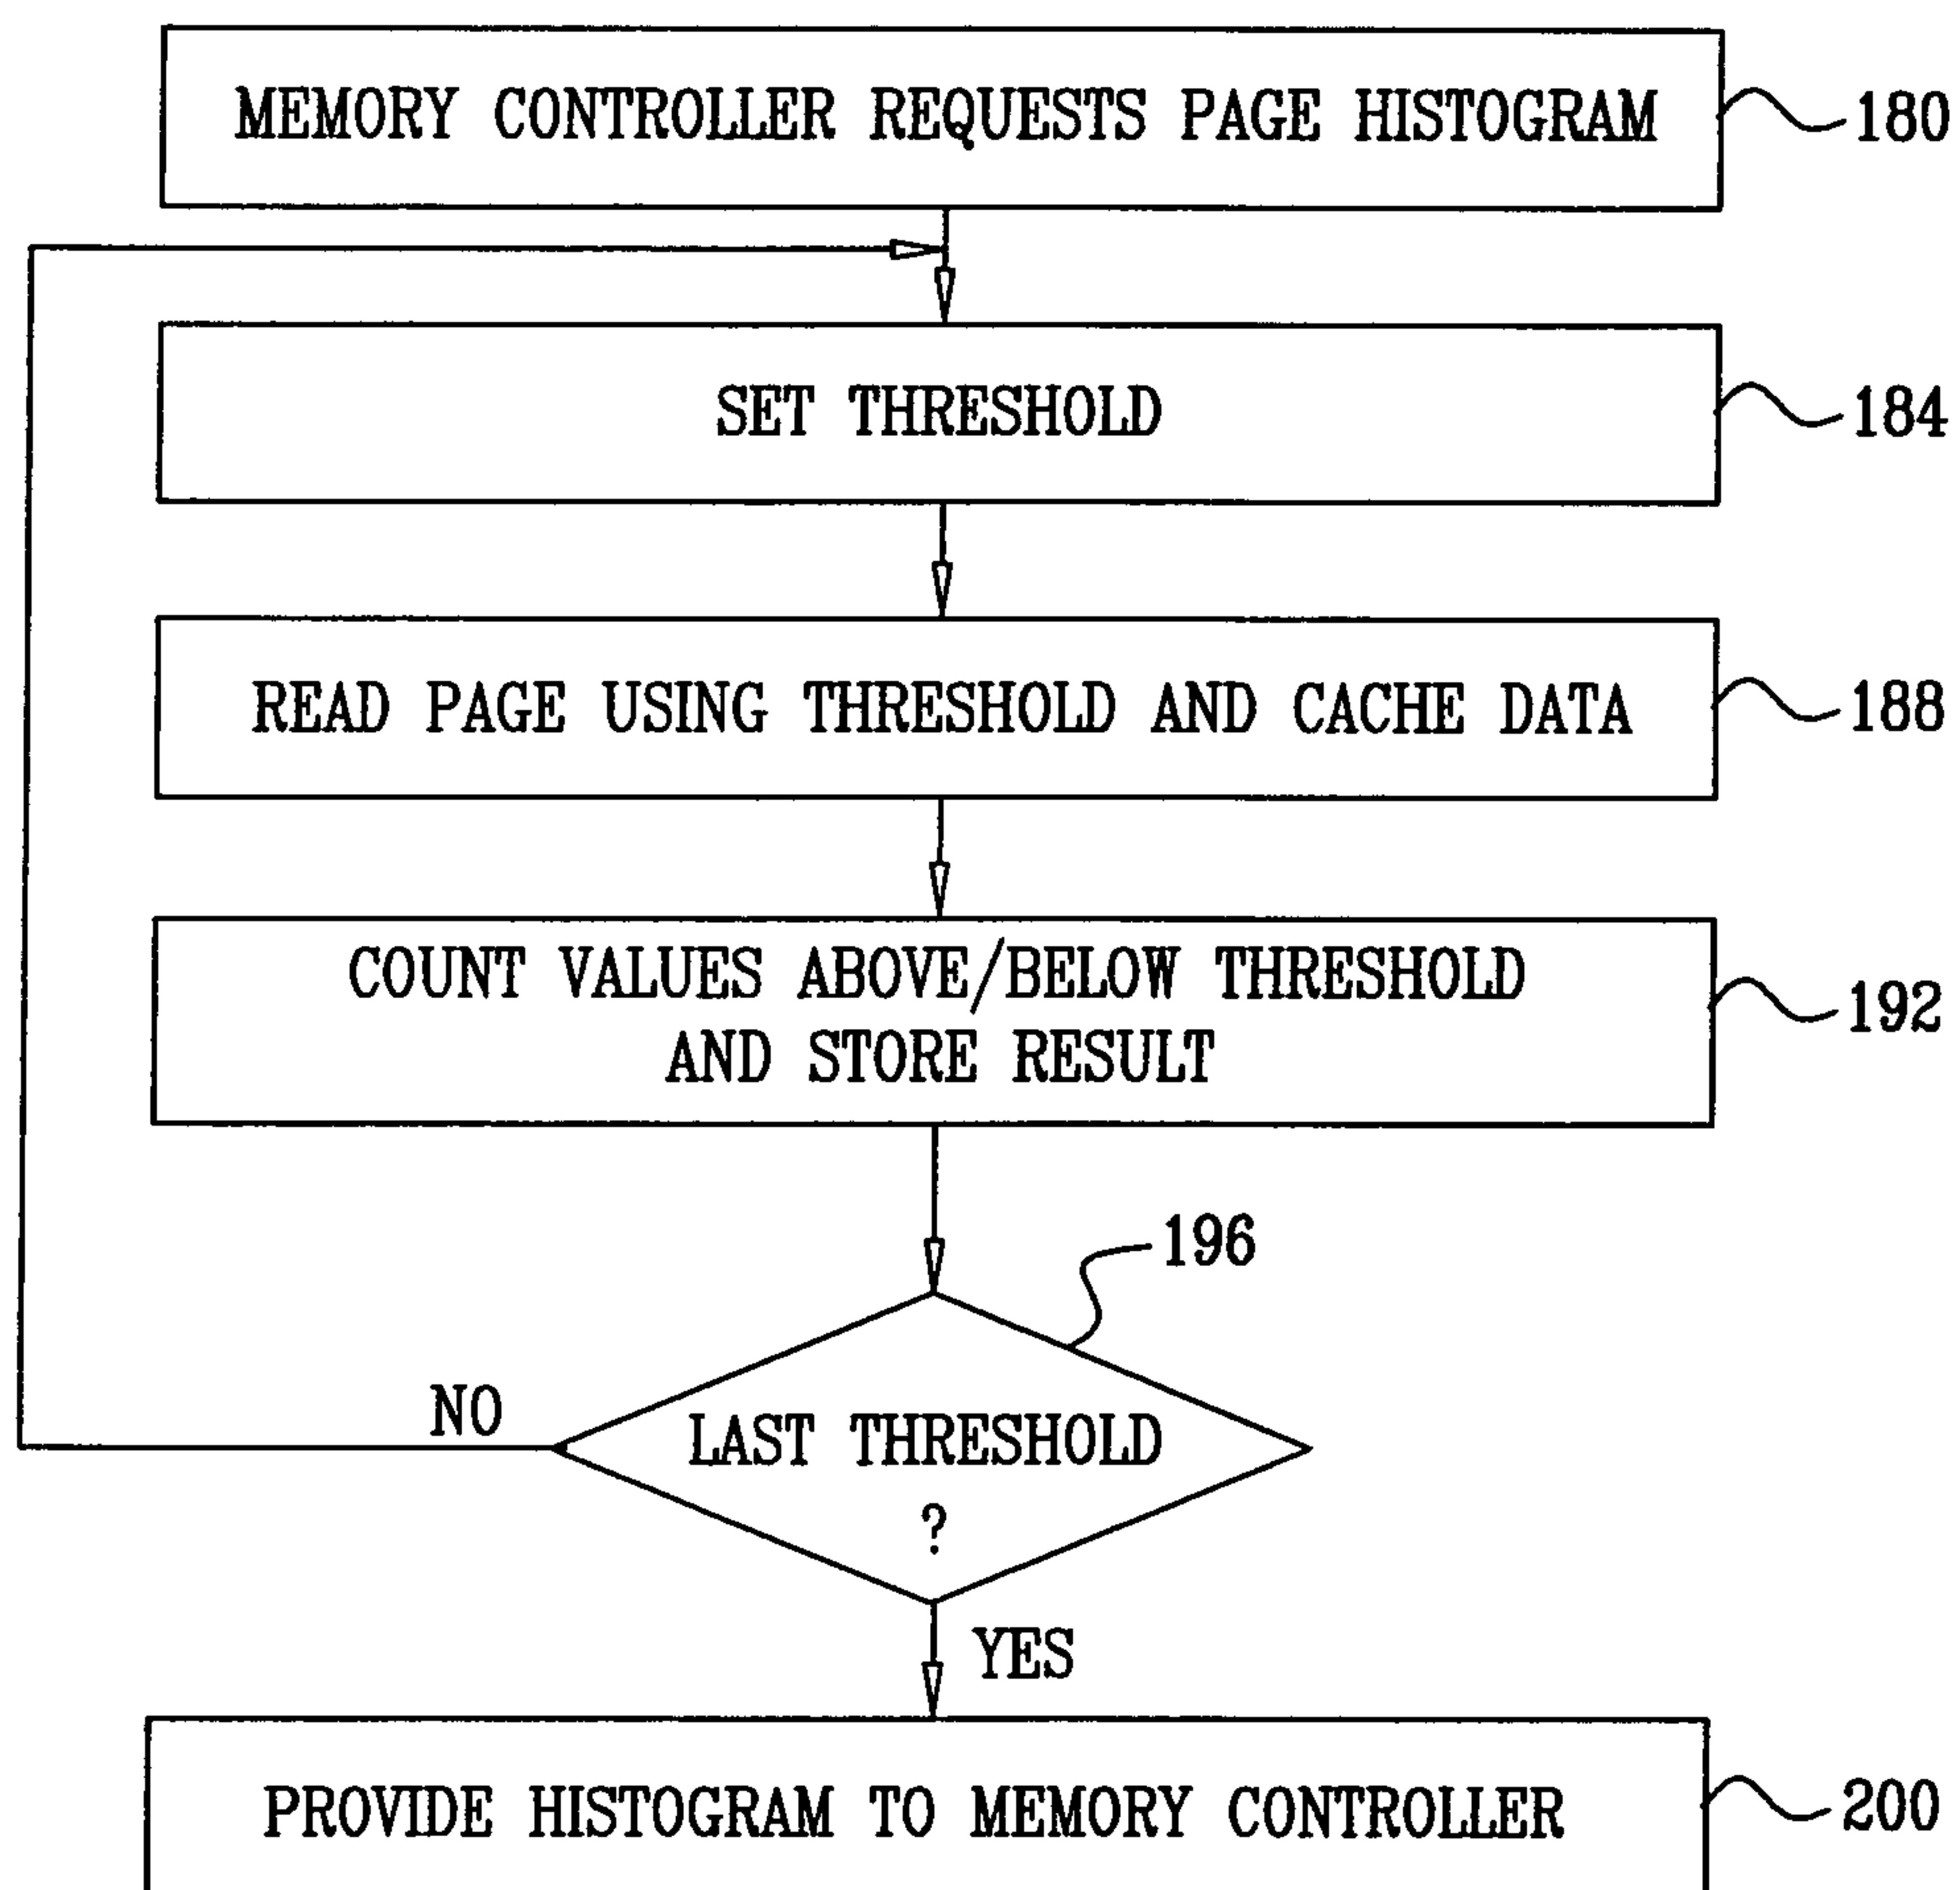 MEMORY CONTROLLER REQUESTS PAGE HISTOGRAM
180
SET THRESHOLD
184
READ PAGE USING THRESHOLD AND CACHE DATA
188
COUNT VALUES ABOVE/BELOW THRESHOLD
AND STORE RESULT
192
196
NO
LAST THRESHOLD
?
YES
PROVIDE HISTOGRAM TO MEMORY CONTROLLER
200